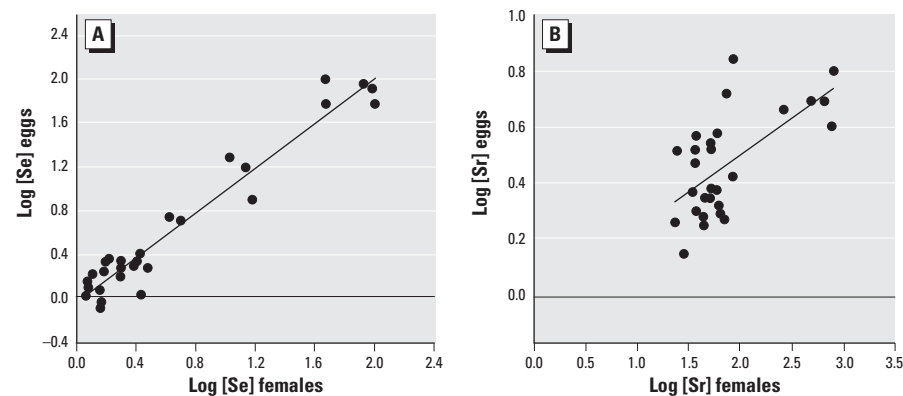 A
Log [Se] eggs
2.4
2.0
1.6
1.2
0.8
0.4
0.0
–0.4
0.0 0.4 0.8 1.2 1.6 2.0 2.4
Log [Se] females
B
Log [Sr] eggs
1.0
0.8
0.6
0.4
0.2
0.0
0.0 0.5 1.0 1.5 2.0 2.5 3.0 3.5
Log [Sr] females